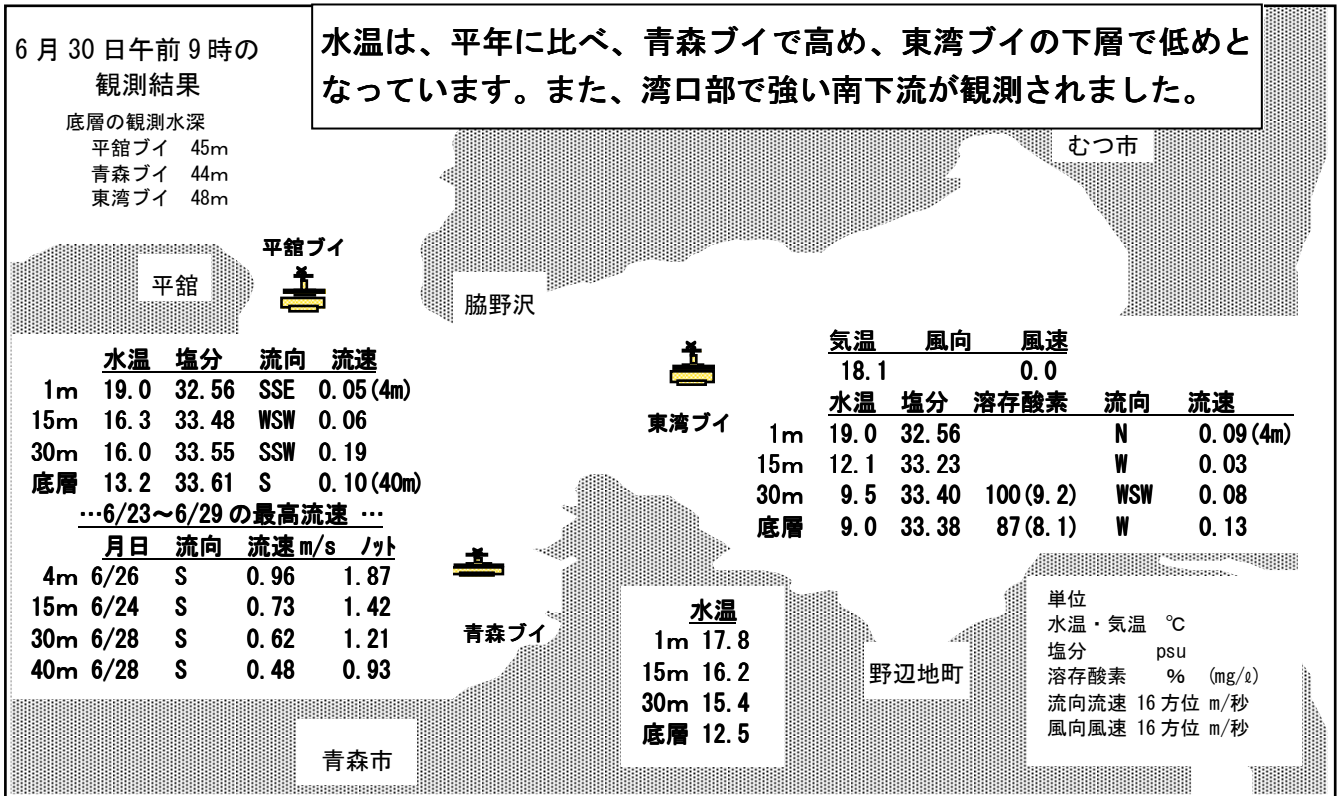 6月30日午前9時の
観測結果
底層の観測水深
平舘ブイ 45m
青森ブイ 44m
東湾ブイ 48m
水温は、平年に比べ、青森ブイで高め、東湾ブイの下層で低めと
なっています。また、湾口部で強い南下流が観測されました。
むつ市
平舘ブイ
平舘
脇野沢
水温 塩分 流向 流速
1m 19.0 32.56 SSE 0.05(4m)
15m 16.3 33.48 WSW 0.06
30m 16.0 33.55 SSW 0.19
底層 13.2 33.61 S 0.10(40m)
…6/23~6/29の最高流速…
月日 流向 流速m/s ノット
4m 6/26 S 0.96 1.87
15m 6/24 S 0.73 1.42
30m 6/28 S 0.62 1.21
40m 6/28 S 0.48 0.93
東湾ブイ
気温 風向 風速
18.1 0.0
水温 塩分 溶存酸素 流向 流速
1m 19.0 32.56 N 0.09(4m)
15m 12.1 33.23 W 0.03
30m 9.5 33.40 100(9.2) WSW 0.08
底層 9.0 33.38 87(8.1) W 0.13
青森ブイ
水温
1m 17.8
15m 16.2
30m 15.4
底層 12.5
野辺地町
青森市
単位
水温・気温 ℃
塩分 psu
溶存酸素 % (mg/ℓ)
流向流速 16方位 m/秒
風向風速 16方位 m/秒